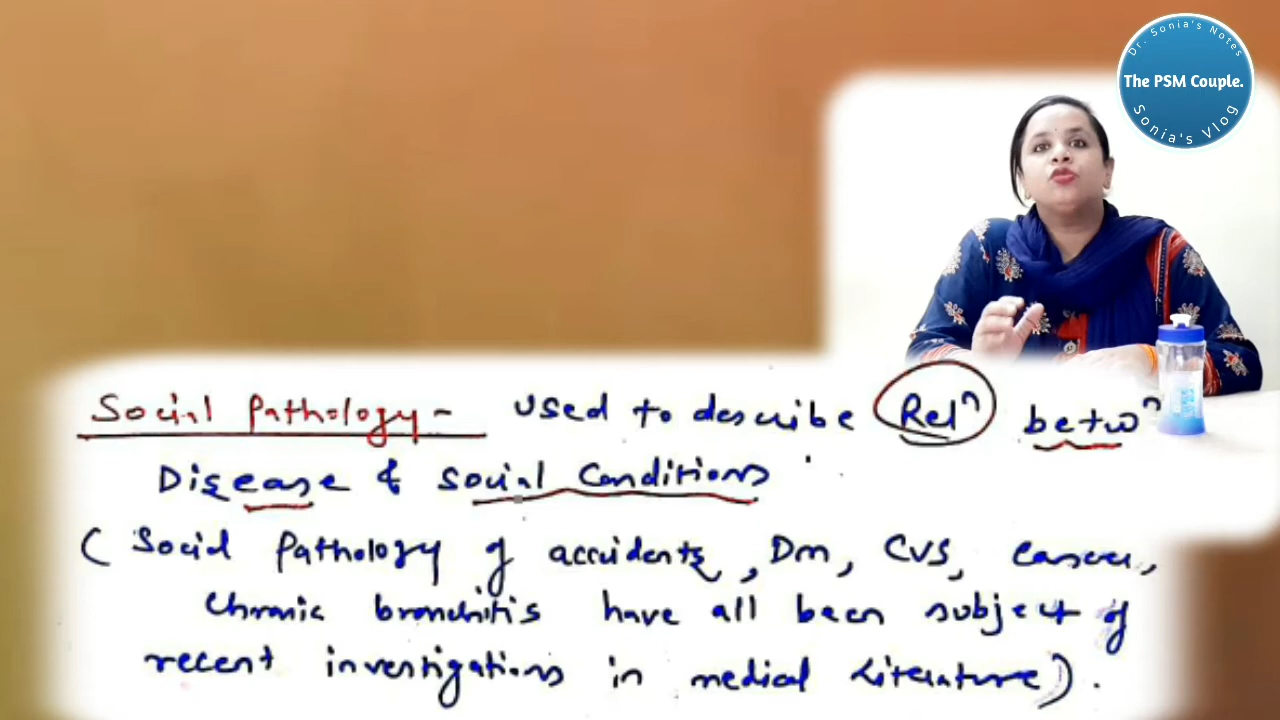 Dr. Sonia's Notes
The PSM Couple.
Sonia's Vlog
Social Pathology - used to describe Relⁿ betwⁿ
Disease & Social Conditions
( Social Pathology of accidents, Dm, CVS, cancer,
Chronic bronchitis have all been subject of
recent investigations in medical Literature).